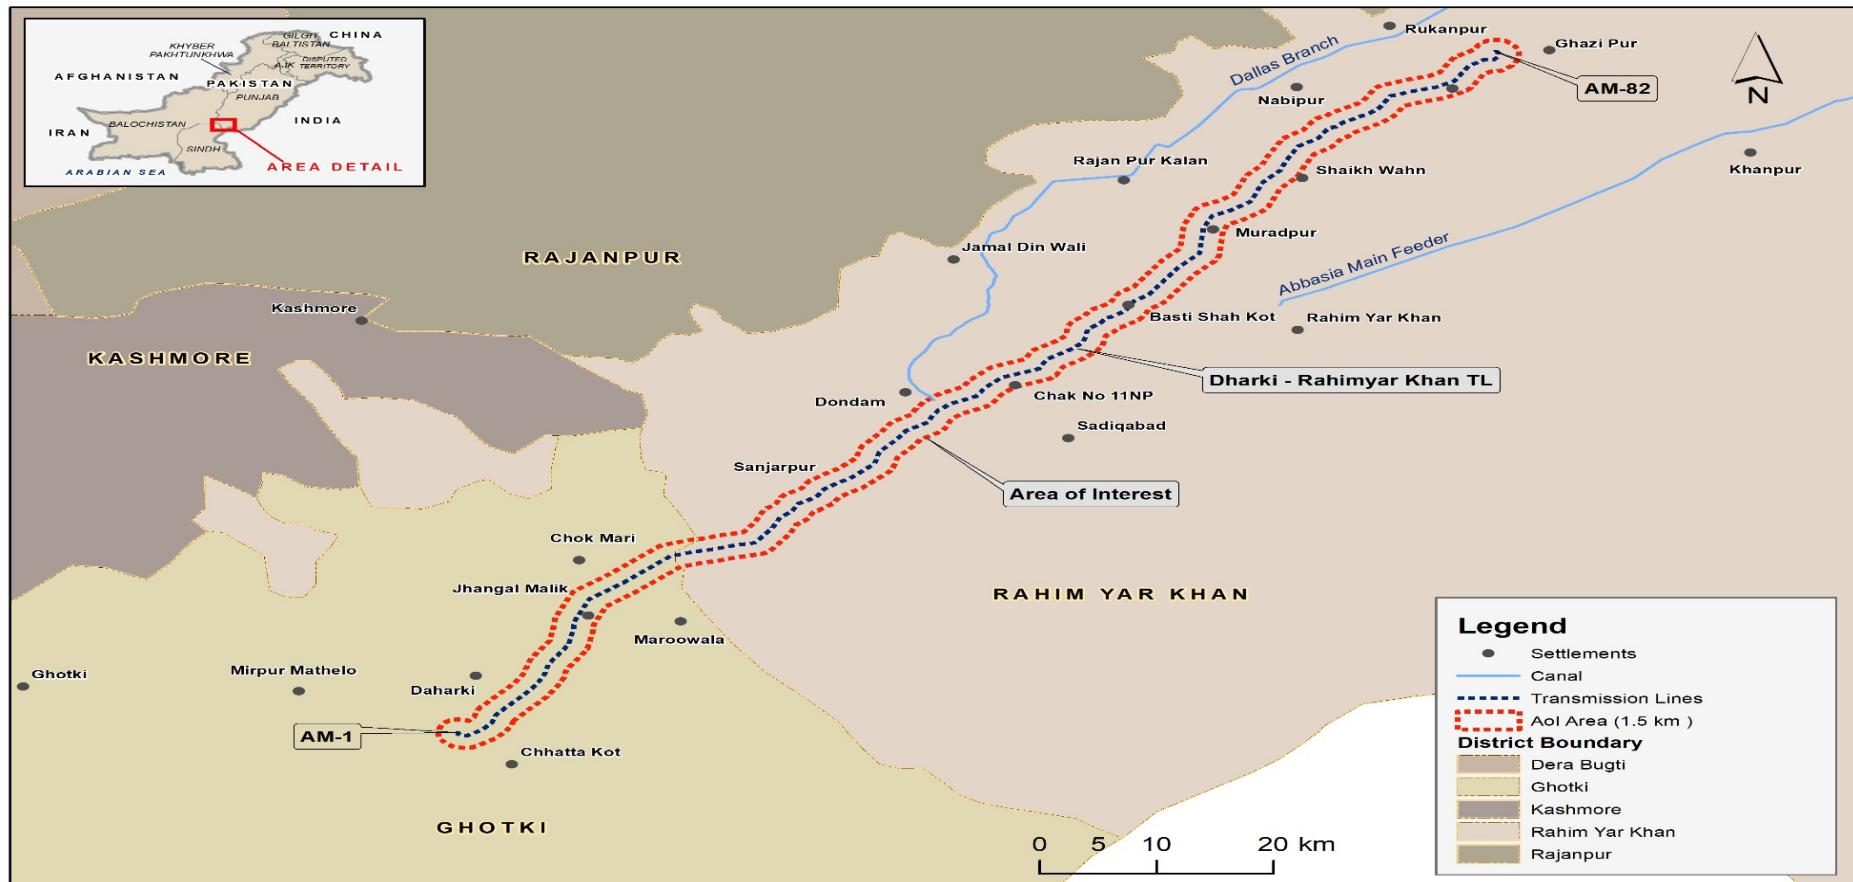 CHINA
GILGIT
BALTISTAN
KHYBER
PAKHTUNKHWA
DISPUTED
TERRITORY
AJK
AFGHANISTAN
PAKISTAN
PUNJAB
INDIA
BALOCHISTAN
IRAN
SINDH
AREA DETAIL
ARABIAN SEA
Rukanpur
Ghazi Pur
Dallas Branch
AM-82
Nabipur
N
Rajan Pur Kalan
Shaikh Wahn
Khanpur
Muradpur
Jamal Din Wali
RAJANPUR
Abbasia Main Feeder
Kashmore
Basti Shah Kot
Rahim Yar Khan
KASHMORE
Dharki - Rahimyar Khan TL
Dondam
Chak No 11NP
Sadiqabad
Sanjarpur
Area of Interest
Chok Mari
Jhangal Malik
RAHIM YAR KHAN
Maroowala
Ghotki
Mirpur Mathelo
Daharki
AM-1
Chhatta Kot
GHOTKI
0 5 10 20 km
Legend
Settlements
Canal
Transmission Lines
AoI Area (1.5 km )
District Boundary
Dera Bugti
Ghotki
Kashmore
Rahim Yar Khan
Rajanpur